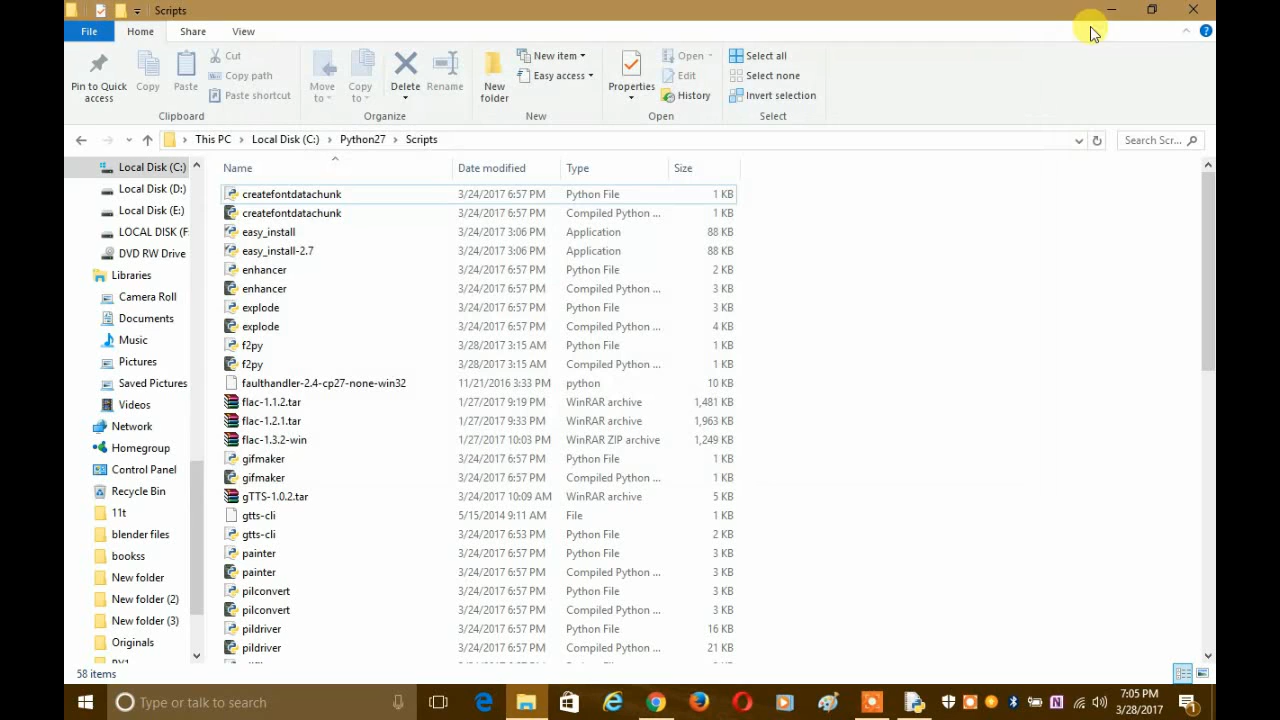 Scripts
File Home Share View
Pin to Quick access
Copy
Paste
Cut
Copy path
Paste shortcut
Clipboard
Move to
Copy to
Delete
Rename
Organize
New folder
New item
Easy access
New
Properties
Open
Edit
History
Open
Select all
Select none
Invert selection
Select
This PC Local Disk (C:) Python27 Scripts
Search Scr...
Name Date modified Type Size
Local Disk (C:)
Local Disk (D:)
Local Disk (E:)
LOCAL DISK (F:
DVD RW Drive
Libraries
Camera Roll
Documents
Music
Pictures
Saved Pictures
Videos
Network
Homegroup
Control Panel
Recycle Bin
11t
blender files
bookss
New folder
New folder (2)
New folder (3)
Originals
createfontdatachunk 3/24/2017 6:57 PM Python File 1 KB
createfontdatachunk 3/24/2017 6:57 PM Compiled Python ... 1 KB
easy_install 3/24/2017 3:06 PM Application 88 KB
easy_install-2.7 3/24/2017 3:06 PM Application 88 KB
enhancer 3/24/2017 6:57 PM Python File 2 KB
enhancer 3/24/2017 6:57 PM Compiled Python ... 3 KB
explode 3/24/2017 6:57 PM Python File 3 KB
explode 3/24/2017 6:57 PM Compiled Python ... 4 KB
f2py 3/28/2017 3:15 AM Python File 1 KB
f2py 3/28/2017 3:15 AM Compiled Python ... 1 KB
faulthandler-2.4-cp27-none-win32 11/21/2016 3:33 PM python 10 KB
flac-1.1.2.tar 1/27/2017 9:19 PM WinRAR archive 1,481 KB
flac-1.2.1.tar 1/27/2017 9:33 PM WinRAR archive 1,963 KB
flac-1.3.2-win 1/27/2017 10:03 PM WinRAR ZIP archive 1,249 KB
gifmaker 3/24/2017 6:57 PM Python File 1 KB
gifmaker 3/24/2017 6:57 PM Compiled Python ... 1 KB
gTTS-1.0.2.tar 3/24/2017 10:09 AM WinRAR archive 5 KB
gtts-cli 5/15/2014 9:11 AM File 1 KB
gtts-cli 3/24/2017 6:53 PM Python File 2 KB
painter 3/24/2017 6:57 PM Python File 3 KB
painter 3/24/2017 6:57 PM Compiled Python ... 3 KB
pilconvert 3/24/2017 6:57 PM Python File 3 KB
pilconvert 3/24/2017 6:57 PM Compiled Python ... 3 KB
pildriver 3/24/2017 6:57 PM Python File 16 KB
pildriver 3/24/2017 6:57 PM Compiled Python ... 21 KB
58 items
Type or talk to search
7:05 PM
3/28/2017